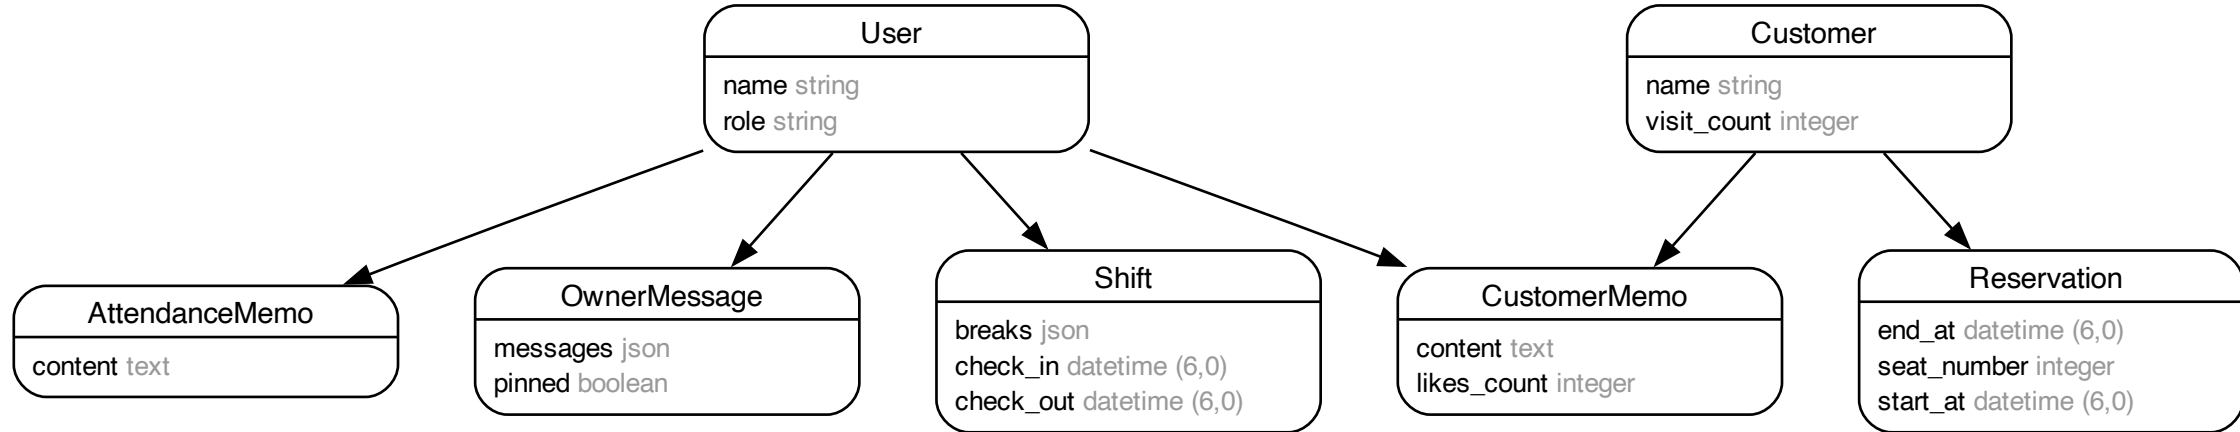 User
name string
role string
Customer
name string
visit_count integer
AttendanceMemo
content text
OwnerMessage
messages json
pinned boolean
Shift
breaks json
check_in datetime (6,0)
check_out datetime (6,0)
CustomerMemo
content text
likes_count integer
Reservation
end_at datetime (6,0)
seat_number integer
start_at datetime (6,0)